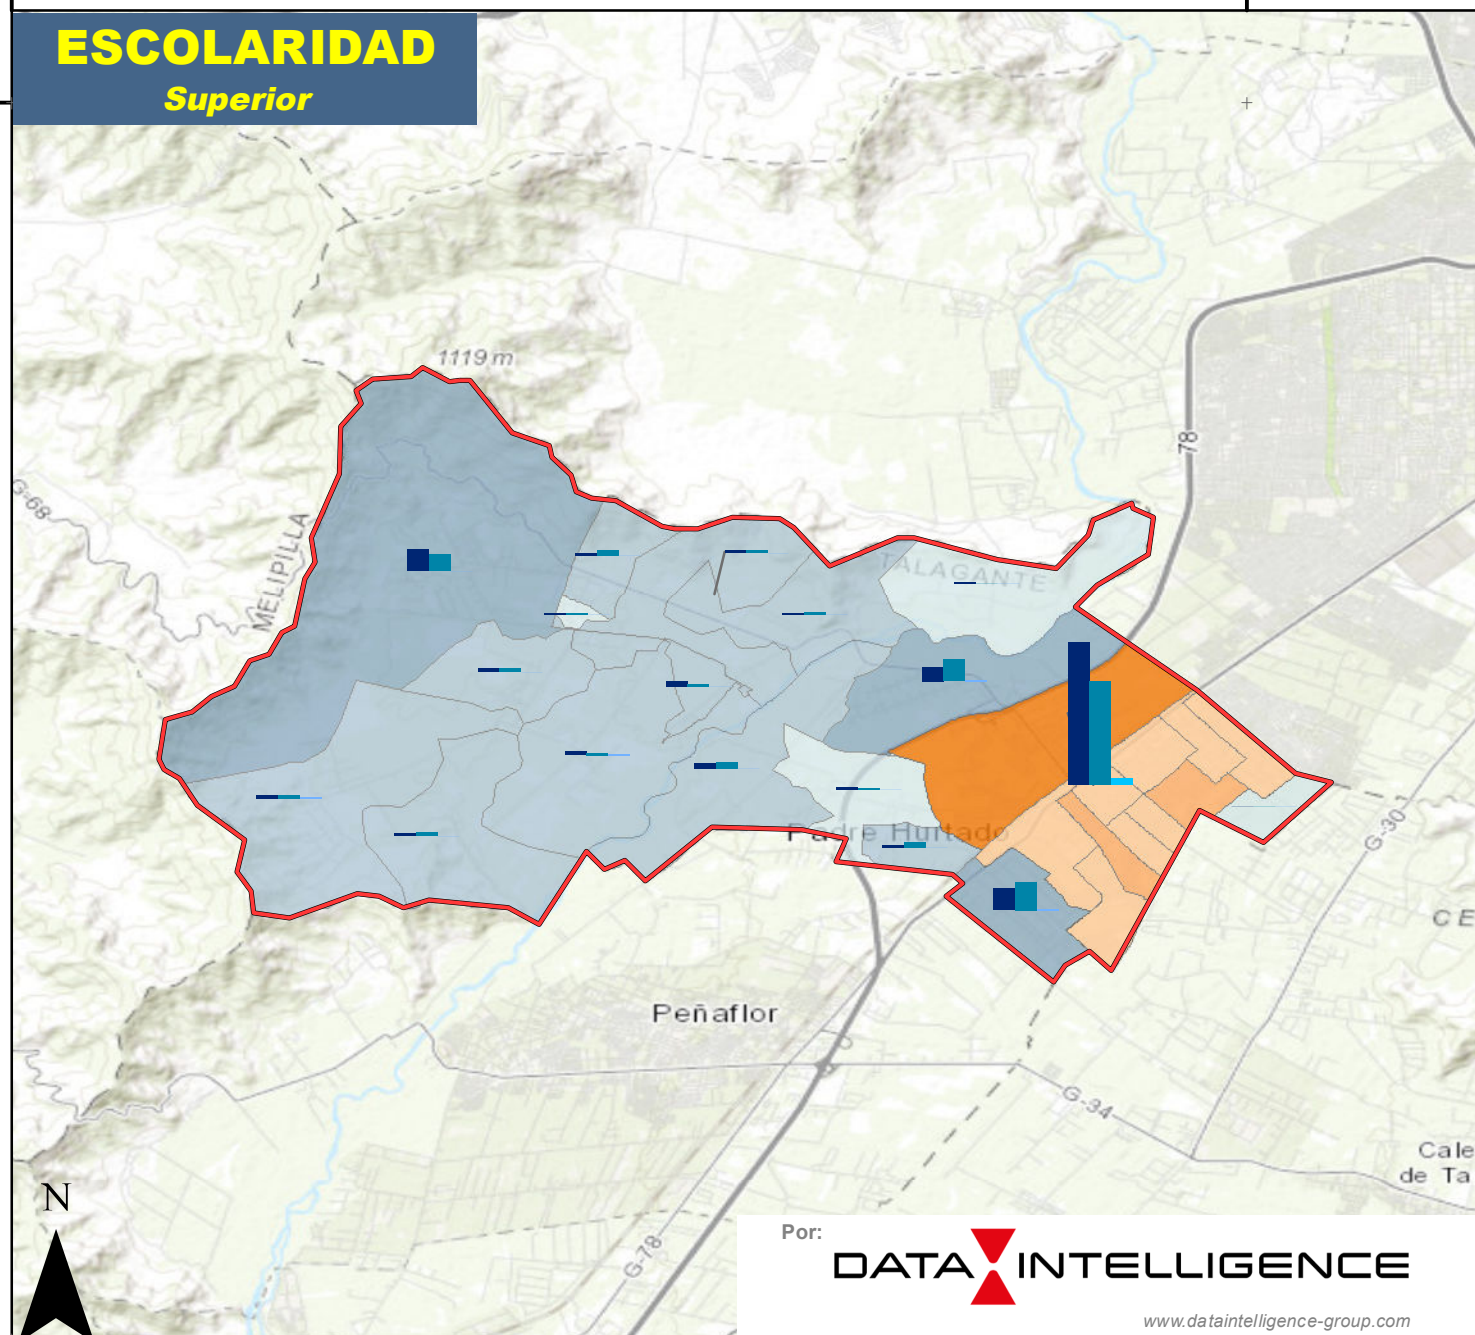 ESCOLARIDAD
Superior
1119 m
78
G-68
MELIPILLA
TALAGANTE
Padre Hurtado
G-30
CE
Peñaflor
G-34
Cale
de Ta
N
G-78
Por:
DATA INTELLIGENCE
www.dataintelligence-group.com